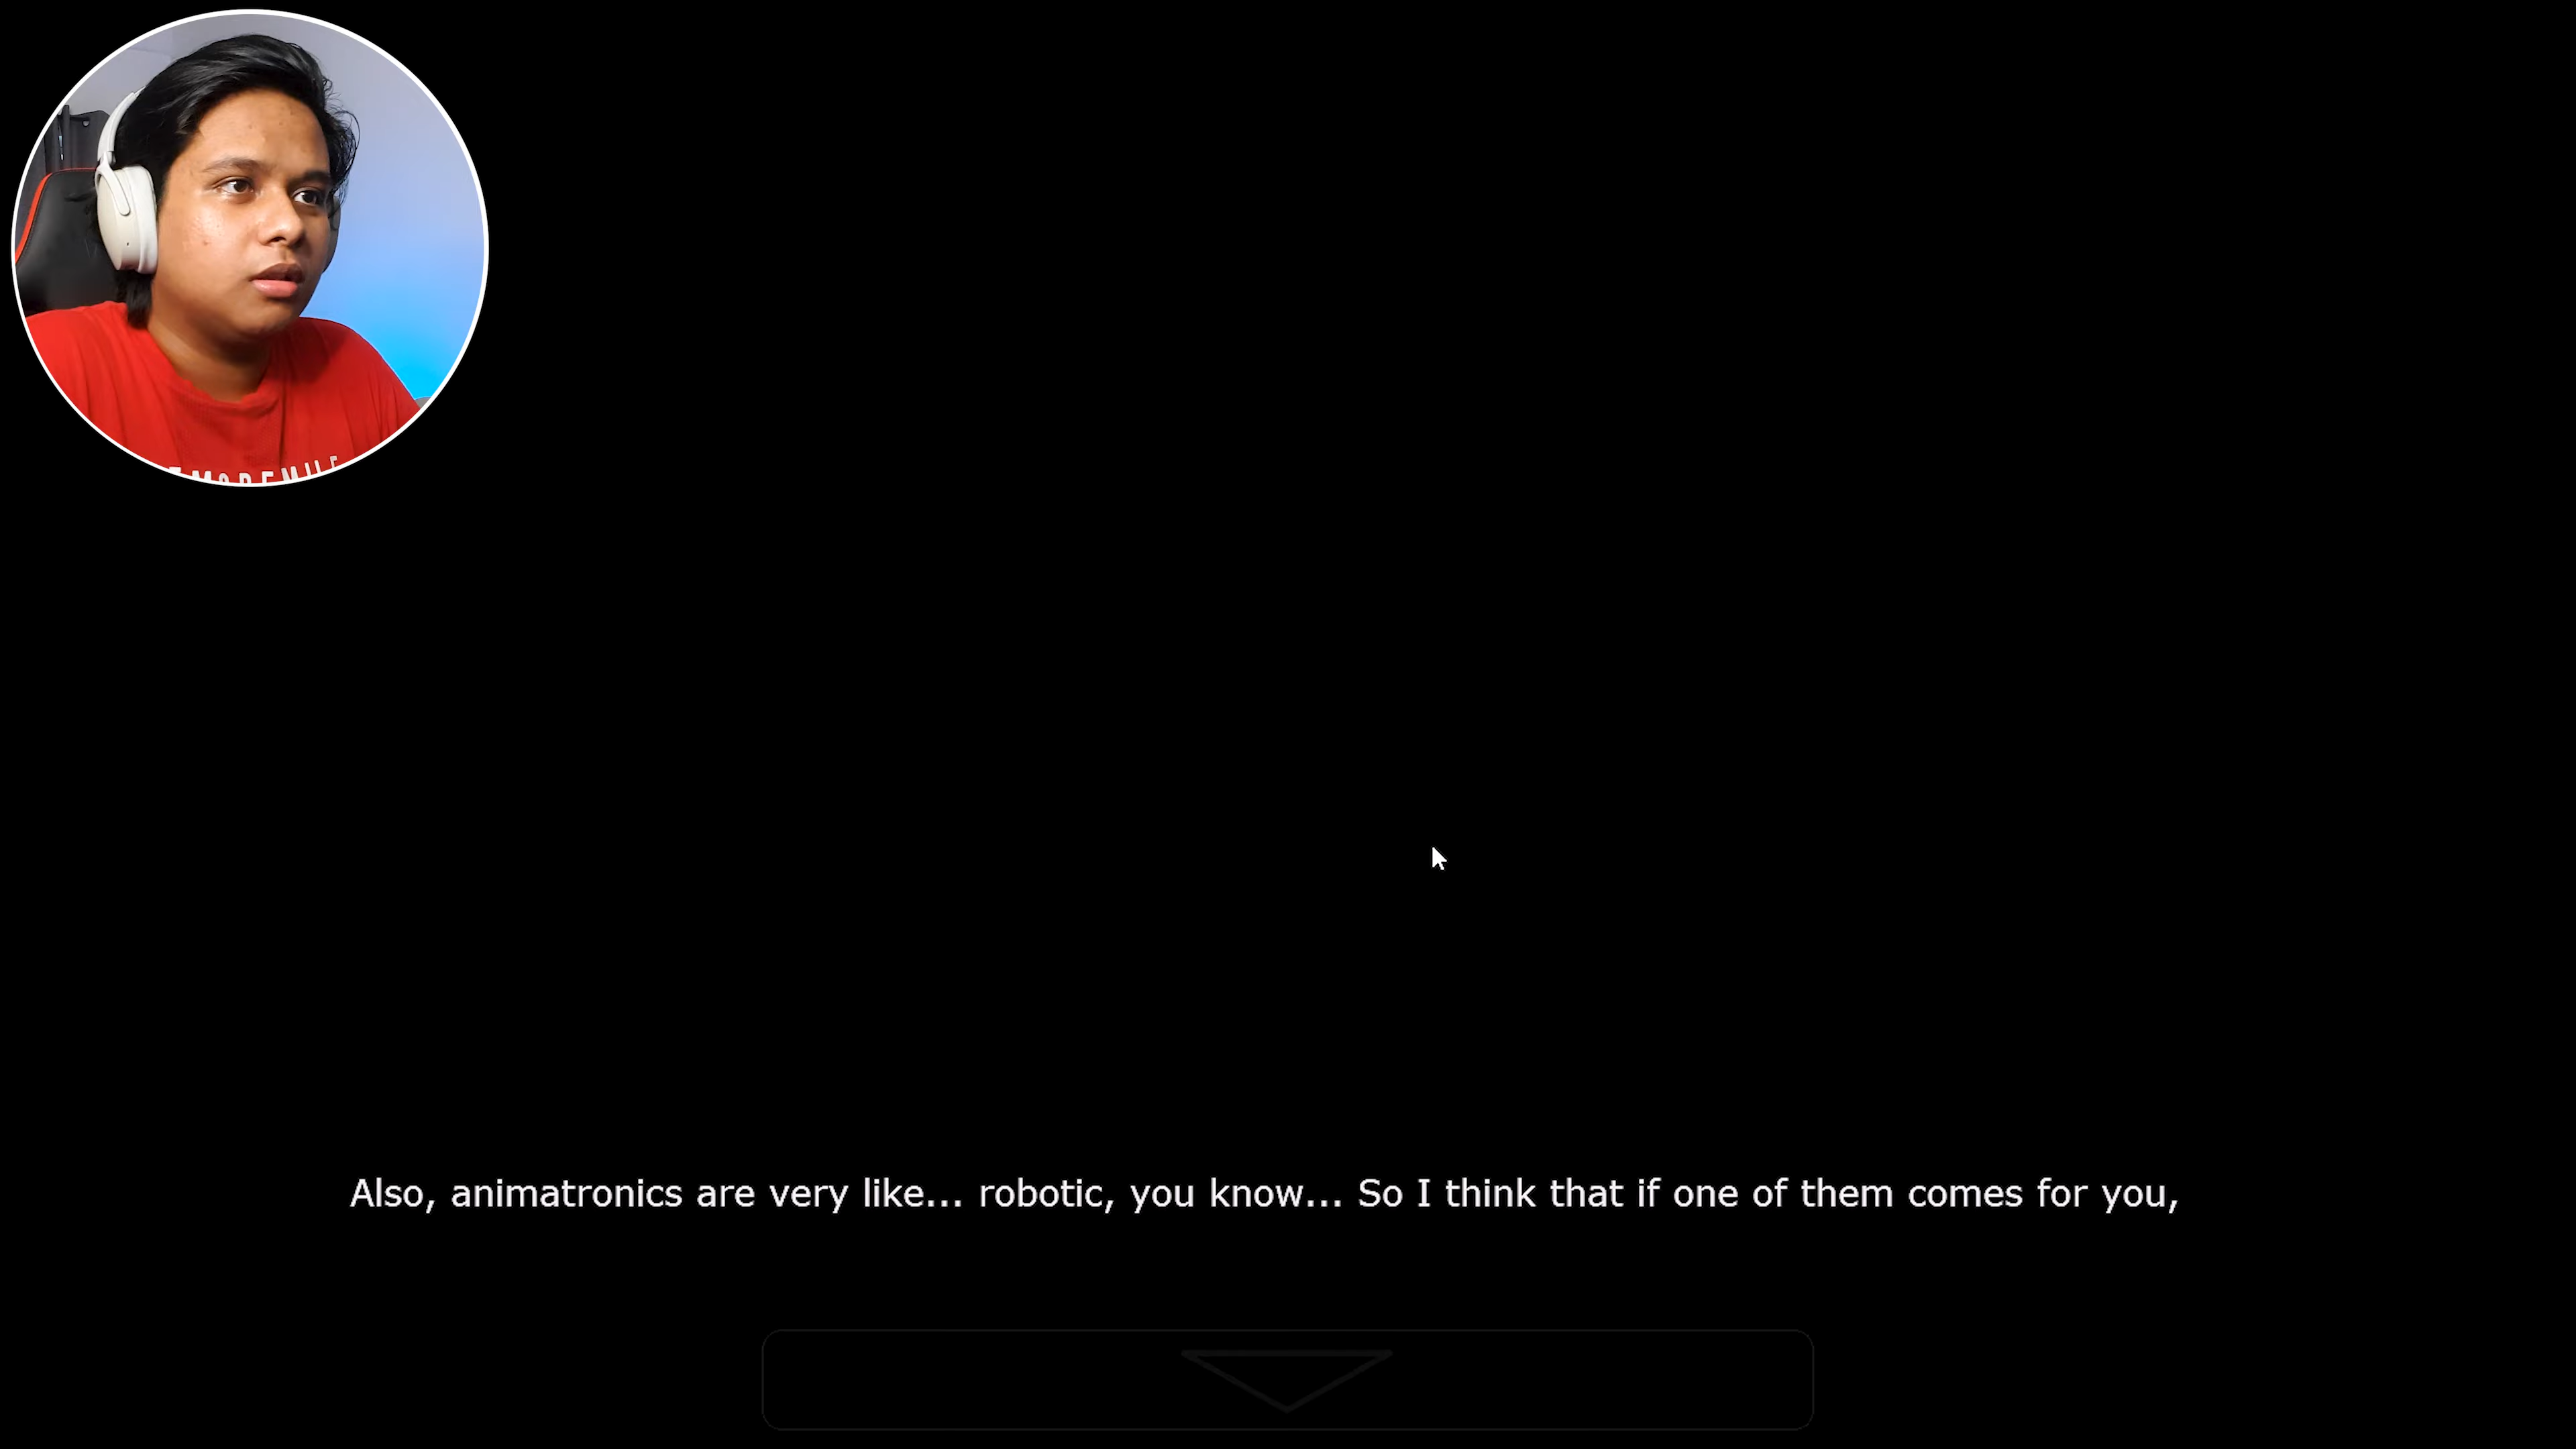 Also, animatronics are very like... robotic, you know... So I think that if one of them comes for you,